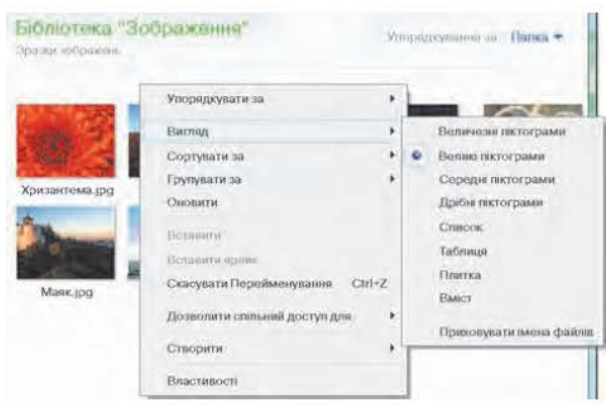 Бібліотека "Зображення"
Зразки зображень
Упорядкування за: Папка
Хризантема.jpg
Маяк.jpg
Упорядкувати за
Вигляд
Сортувати за
Групувати за
Оновити
Вставити
Вставити ярлик
Скасувати Перейменування Ctrl+Z
Дозволити спільний доступ для
Створити
Властивості
Величезні піктограми
Великі піктограми
Середні піктограми
Дрібні піктограми
Список
Таблиця
Плитка
Вміст
Приховувати імена файлів